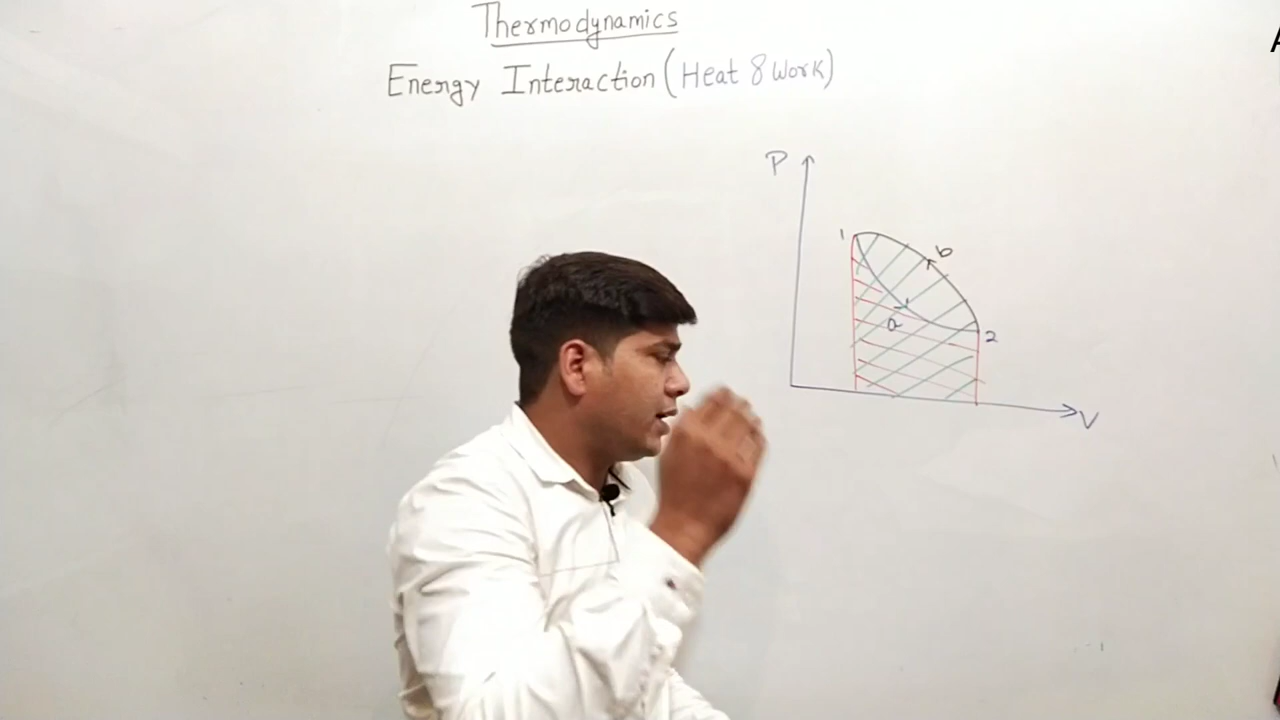 Thermodynamics
Energy Interaction (Heat & Work)
P
1
b
a
2
V
A